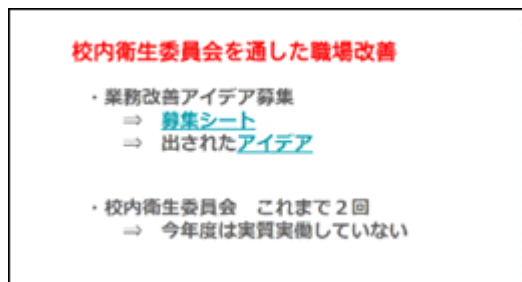 校内衛生委員会を通した職場改善
・業務改善アイデア募集
⇒ 募集シート
⇒ 出されたアイデア
・校内衛生委員会　これまで２回
⇒ 今年度は実質実働していない